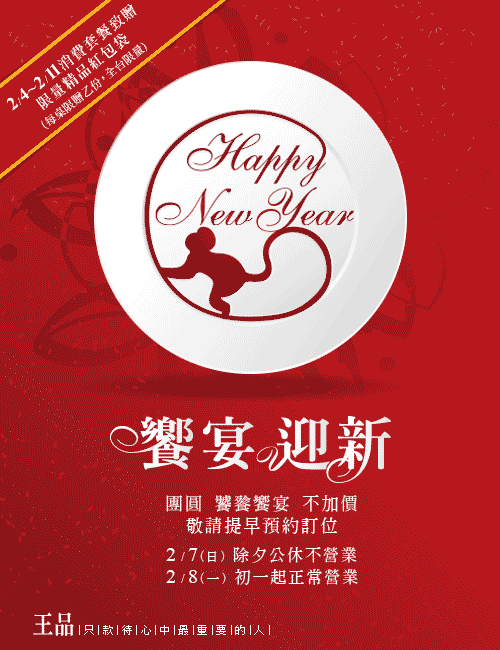 2/4~2/11消費套餐致贈
限量精品紅包袋
(每桌限贈乙份，全台限量)
Happy
New Year
饗宴迎新
團圓 饕餮饗宴 不加價
敬請提早預約訂位
2/7(日) 除夕公休不營業
2/8(一) 初一起正常營業
王品|只|款|待|心|中|最|重|要|的|人|